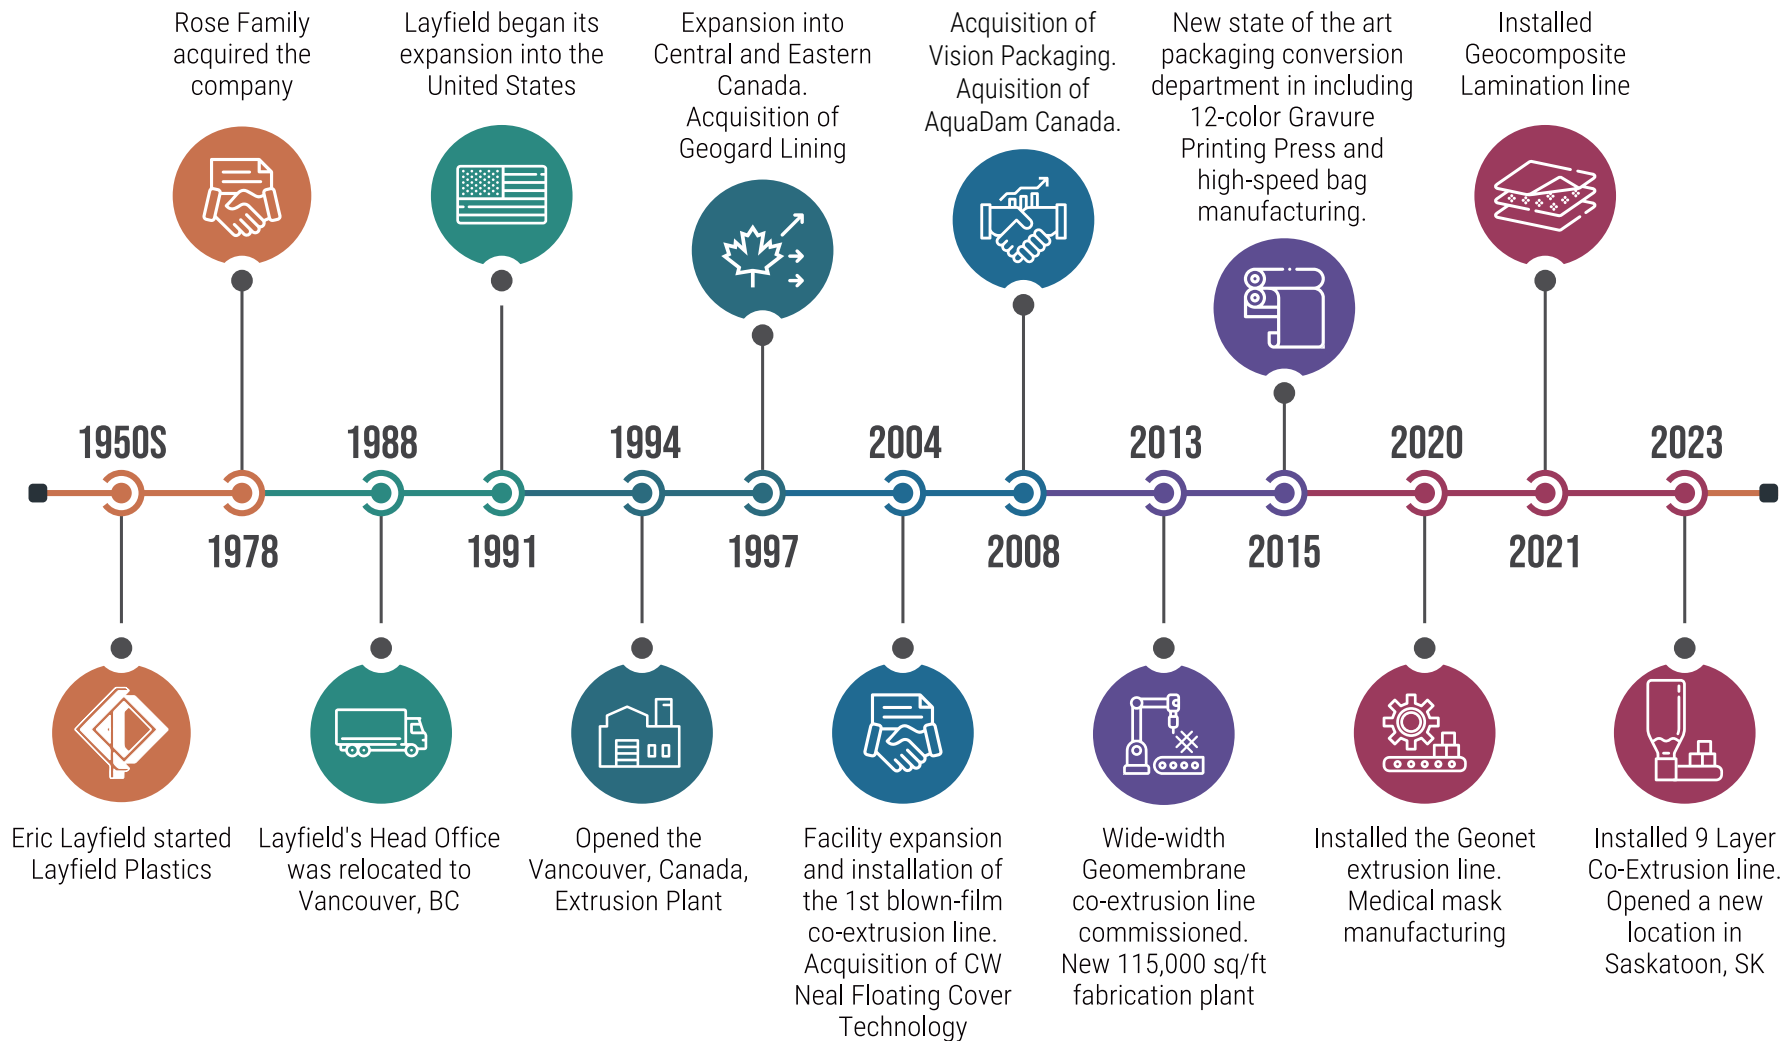 Rose Family
acquired the
company
Layfield began its
expansion into the
United States
Expansion into
Central and Eastern
Canada.
Acquisition of
Geogard Lining
Acquisition of
Vision Packaging.
Aquisition of
AquaDam Canada.
New state of the art
packaging conversion
department in including
12-color Gravure
Printing Press and
high-speed bag
manufacturing.
Installed
Geocomposite
Lamination line
1950S
1978
1988
1991
1994
1997
2004
2008
2013
2015
2020
2021
2023
Eric Layfield started
Layfield Plastics
Layfield's Head Office
was relocated to
Vancouver, BC
Opened the
Vancouver, Canada,
Extrusion Plant
Facility expansion
and installation of
the 1st blown-film
co-extrusion line.
Acquisition of CW
Neal Floating Cover
Technology
Wide-width
Geomembrane
co-extrusion line
commissioned.
New 115,000 sq/ft
fabrication plant
Installed the Geonet
extrusion line.
Medical mask
manufacturing
Installed 9 Layer
Co-Extrusion line.
Opened a new
location in
Saskatoon, SK